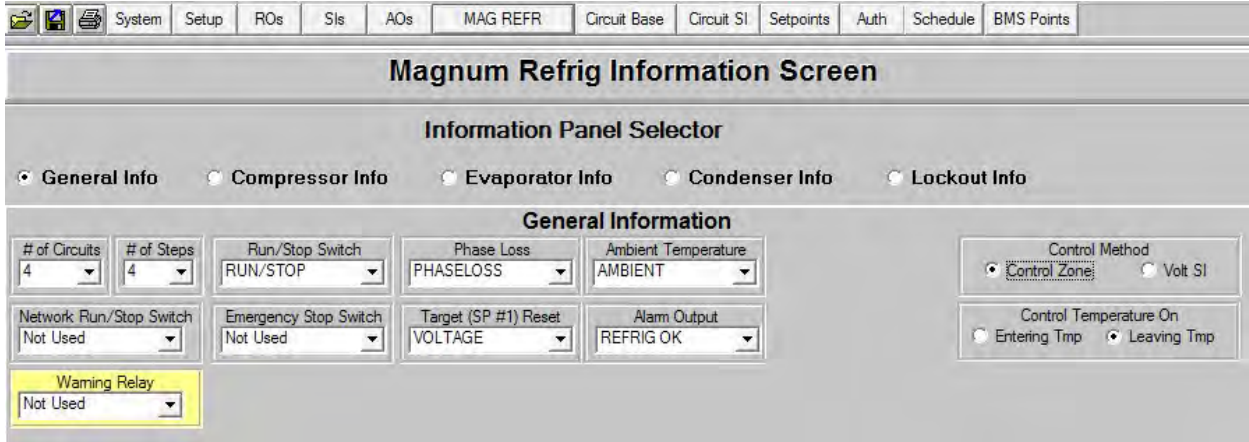 System Setup ROs SIs AOs MAG REFR Circuit Base Circuit SI Setpoints Auth Schedule BMS Points
Magnum Refrig Information Screen
Information Panel Selector
General Info Compressor Info Evaporator Info Condenser Info Lockout Info
General Information
# of Circuits # of Steps Run/Stop Switch Phase Loss Ambient Temperature Control Method
4 4 RUN/STOP PHASELOSS AMBIENT Control Zone Volt SI
Network Run/Stop Switch Emergency Stop Switch Target (SP #1) Reset Alarm Output Control Temperature On
Not Used Not Used VOLTAGE REFRIG OK Entering Tmp Leaving Tmp
Warning Relay
Not Used